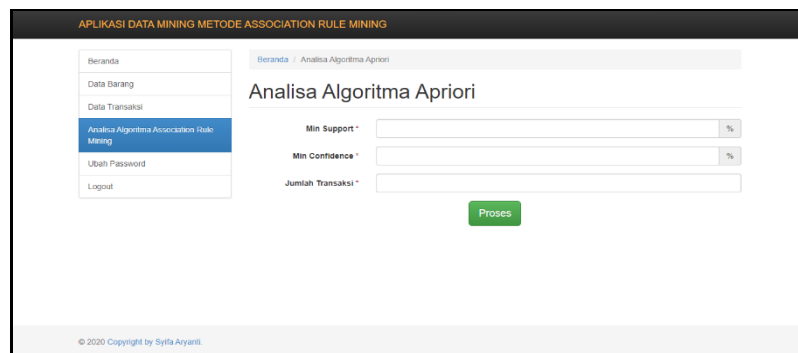 APLIKASI DATA MINING METODE ASSOCIATION RULE MINING
Beranda
Data Barang
Data Transaksi
Analisa Algoritma Association Rule
Mining
Ubah Password
Logout
Beranda / Analisa Algoritma Apriori
Analisa Algoritma Apriori
Min Support * %
Min Confidence * %
Jumlah Transaksi *
Proses
© 2020 Copyright by Syifa Aryanti.